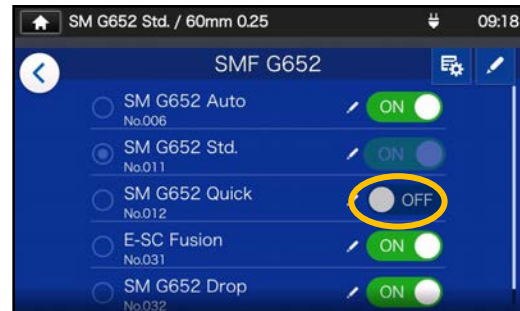 SM G652 Std. / 60mm 0.25 09:18
SMF G652
SM G652 Auto ON
No.006
SM G652 Std. ON
No.011
SM G652 Quick OFF
No.012
E-SC Fusion ON
No.031
SM G652 Drop ON
No.032